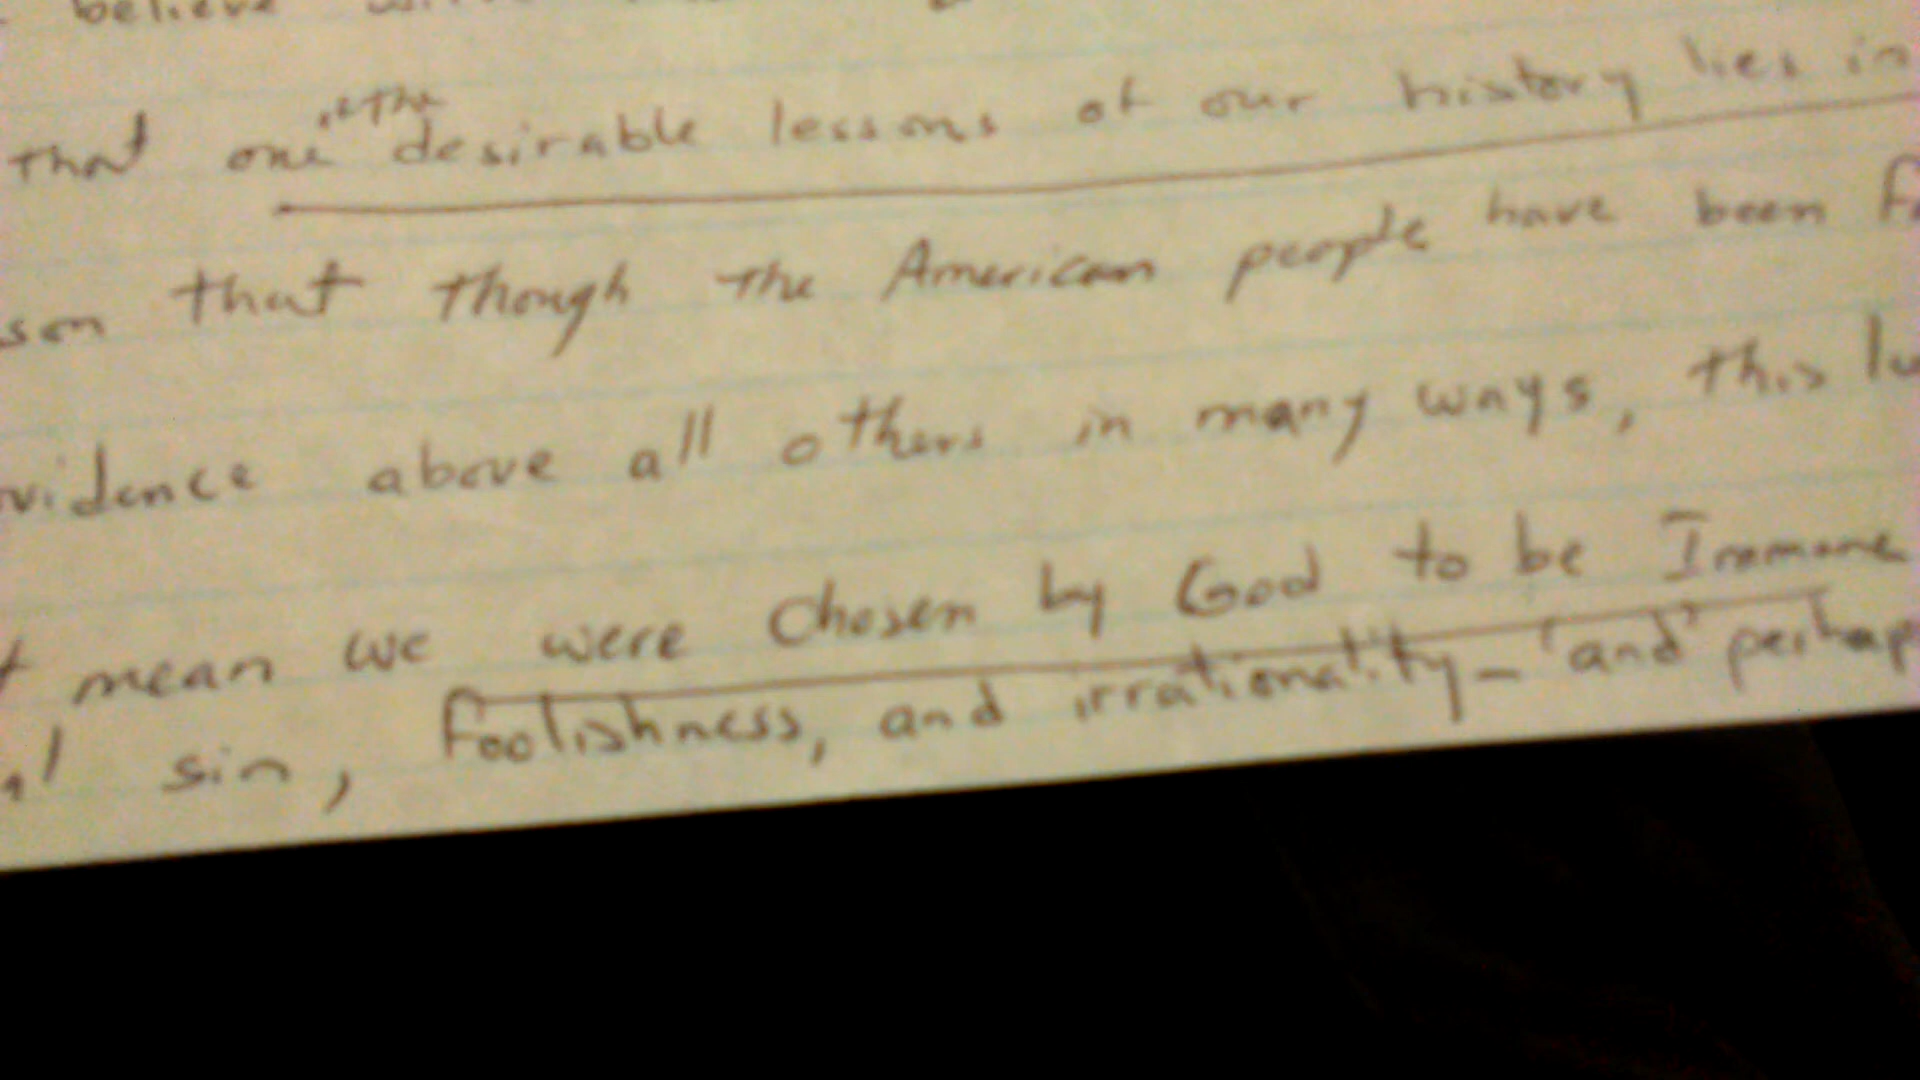 believe
that one of the desirable lessons of our history lies in
son that though the American people have been
vidence above all others in many ways, this
mean we were chosen by God to be Immune
sin, foolishness, and irrationality - 'and' perhap